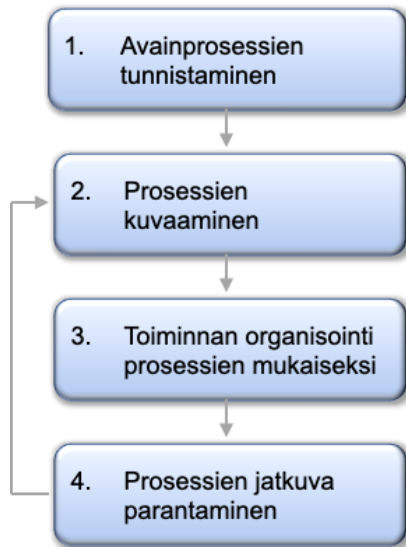 1. Avainprosessien
tunnistaminen
2. Prosessien
kuvaaminen
3. Toiminnan organisointi
prosessien mukaiseksi
4. Prosessien jatkuva
parantaminen